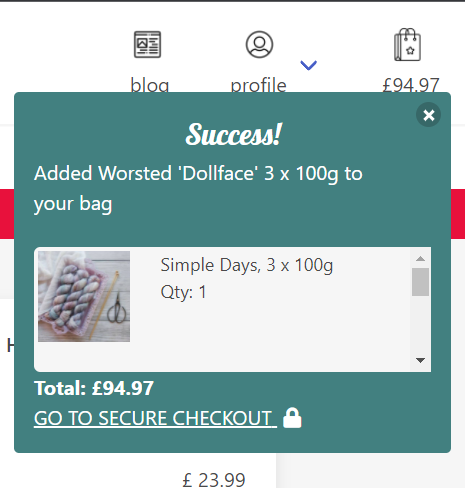 blog
profile
£94.97
Success!
Added Worsted 'Dollface' 3 x 100g to
your bag
Simple Days, 3 x 100g
Qty: 1
H
Total: £94.97
GO TO SECURE CHECKOUT
£ 23.99